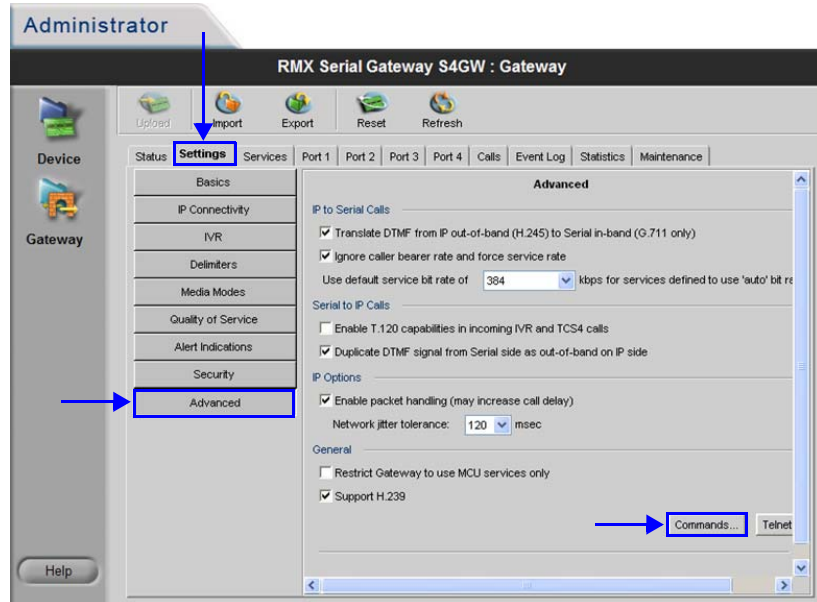 Administrator
RMX Serial Gateway S4GW : Gateway
Upload Import Export Reset Refresh
Device
Gateway
Help
Status Settings Services Port 1 Port 2 Port 3 Port 4 Calls Event Log Statistics Maintenance
Basics
IP Connectivity
IVR
Delimiters
Media Modes
Quality of Service
Alert Indications
Security
Advanced
Advanced
IP to Serial Calls
Translate DTMF from IP out-of-band (H.245) to Serial in-band (G.711 only)
Ignore caller bearer rate and force service rate
Use default service bit rate of 384 kbps for services defined to use 'auto' bit ra
Serial to IP Calls
Enable T.120 capabilities in incoming IVR and TCS4 calls
Duplicate DTMF signal from Serial side as out-of-band on IP side
IP Options
Enable packet handling (may increase call delay)
Network jitter tolerance: 120 msec
General
Restrict Gateway to use MCU services only
Support H.239
Commands... Telnet